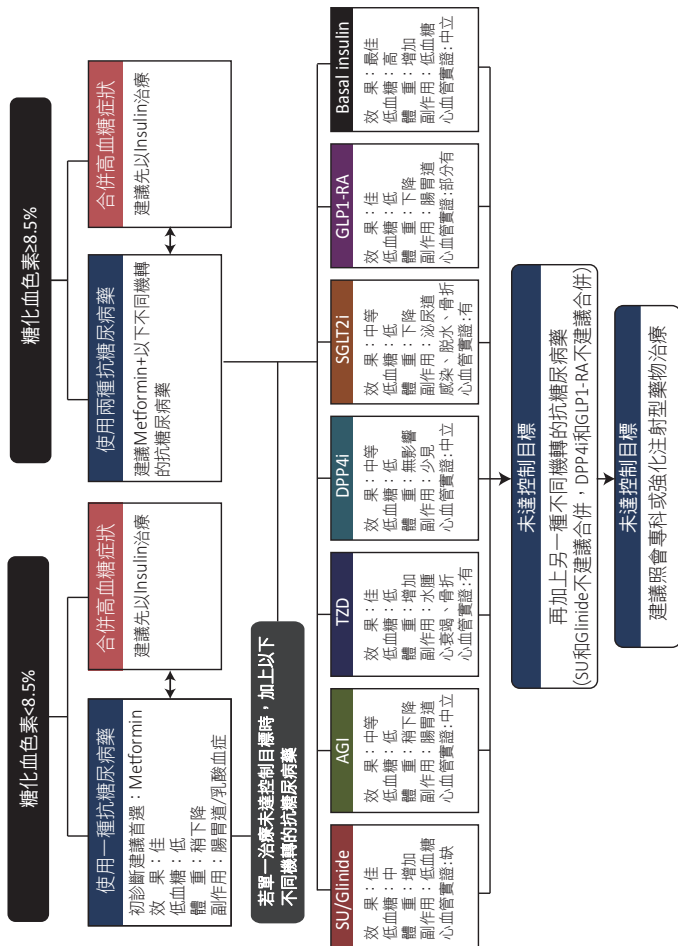 糖化血色素<8.5%
使用一種抗糖尿病藥
初診斷建議首選：Metformin
效　果：佳
低血糖：低
體　重：稍下降
副作用：腸胃道/乳酸血症
合併高血糖症狀
建議先以Insulin治療
糖化血色素≥8.5%
使用兩種抗糖尿病藥
建議Metformin+以下不同機轉
的抗糖尿病藥
合併高血糖症狀
建議先以Insulin治療
若單一治療未達控制目標時，加上以下
不同機轉的抗糖尿病藥
SU/Glinide
效　果：佳
低血糖：中
體　重：增加
副作用：低血糖
心血管實證:缺
AGI
效　果：中等
低血糖：低
體　重：稍下降
副作用：腸胃道
心血管實證:中立
TZD
效　果：佳
低血糖：低
體　重：增加
副作用：水腫
心衰竭、骨折
心血管實證:有
DPP4i
效　果：中等
低血糖：低
體　重：無影響
副作用：少見
心血管實證:中立
SGLT2i
效　果：中等
低血糖：低
體　重：下降
副作用：泌尿道
感染、脫水、骨折
心血管實證:有
GLP1-RA
效　果：佳
低血糖：低
體　重：下降
副作用：腸胃道
心血管實證:部分有
Basal insulin
效　果：最佳
低血糖：高
體　重：增加
副作用：低血糖
心血管實證:中立
未達控制目標
再加上另一種不同機轉的抗糖尿病藥
(SU和Glinide不建議合併，DPP4i和GLP1-RA不建議合併)
未達控制目標
建議照會專科或強化注射型藥物治療